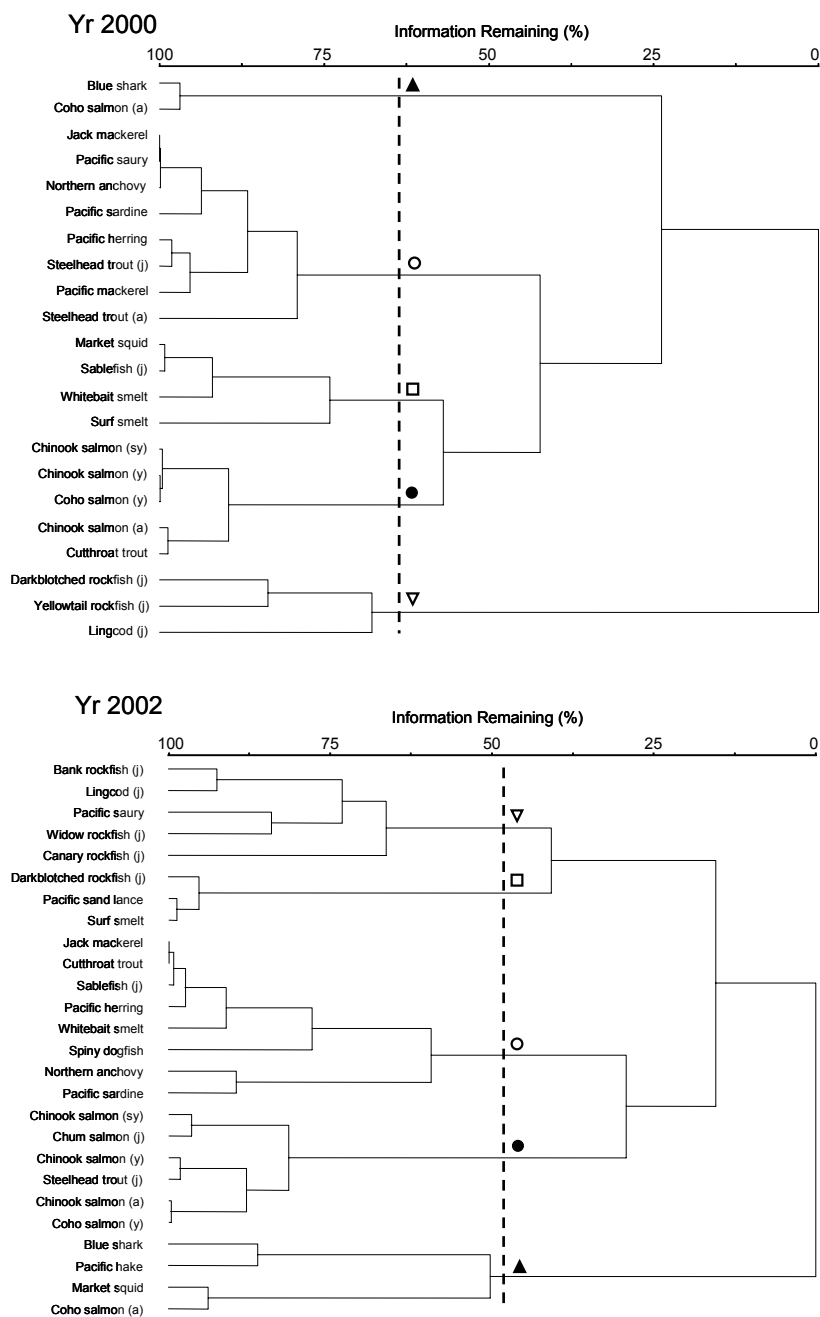 Yr 2000
Information Remaining (%)
100 75 50 25 0
Blue shark
Coho salmon (a)
Jack mackerel
Pacific saury
Northern anchovy
Pacific sardine
Pacific herring
Steelhead trout (j)
Pacific mackerel
Steelhead trout (a)
Market squid
Sablefish (j)
Whitebait smelt
Surf smelt
Chinook salmon (sy)
Chinook salmon (y)
Coho salmon (y)
Chinook salmon (a)
Cutthroat trout
Darkblotched rockfish (j)
Yellowtail rockfish (j)
Lingcod (j)
Yr 2002
Information Remaining (%)
100 75 50 25 0
Bank rockfish (j)
Lingcod (j)
Pacific saury
Widow rockfish (j)
Canary rockfish (j)
Darkblotched rockfish (j)
Pacific sand lance
Surf smelt
Jack mackerel
Cutthroat trout
Sablefish (j)
Pacific herring
Whitebait smelt
Spiny dogfish
Northern anchovy
Pacific sardine
Chinook salmon (sy)
Chum salmon (j)
Chinook salmon (y)
Steelhead trout (j)
Chinook salmon (a)
Coho salmon (y)
Blue shark
Pacific hake
Market squid
Coho salmon (a)